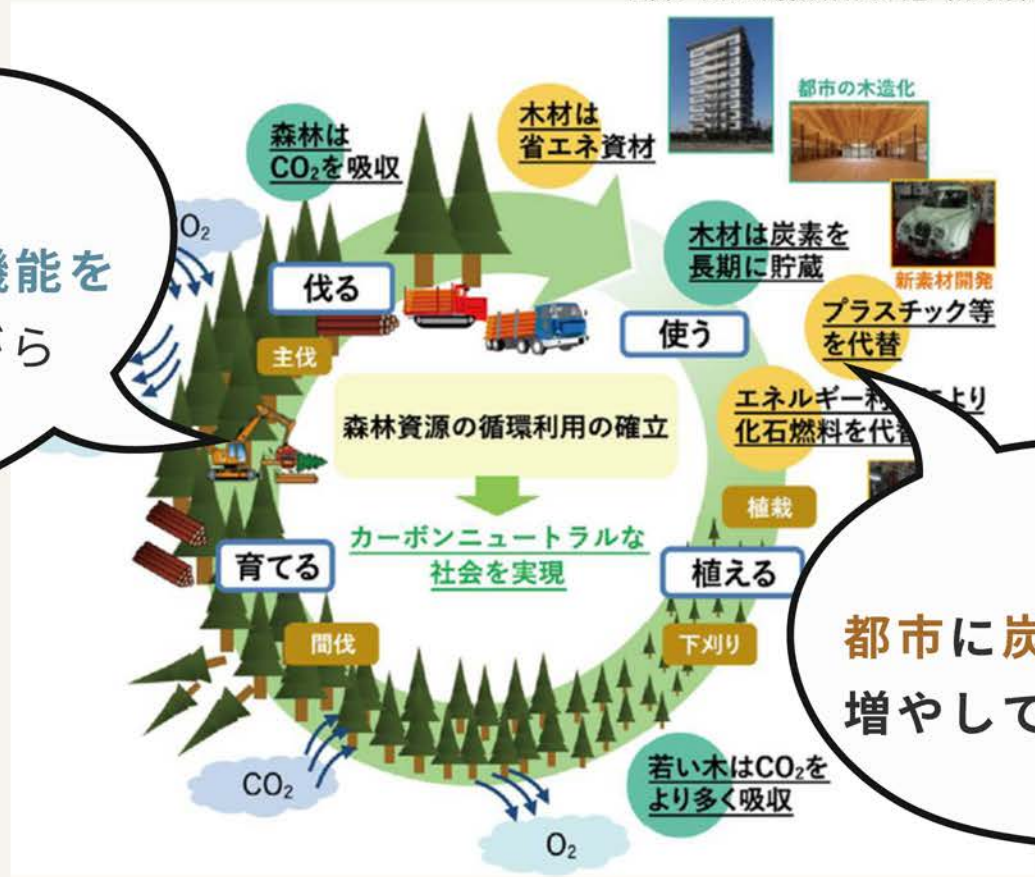 都市の木造化
木材は
省エネ資材
森林は
CO₂を吸収
O₂
機能を
がら
伐る
主伐
木材は炭素を
長期に貯蔵
新素材開発
プラスチック等
を代替
使う
エネルギー利
より
化石燃料を代替
森林資源の循環利用の確立
カーボンニュートラルな
社会を実現
植栽
植える
下刈り
育てる
間伐
都市に炭
増やして
若い木はCO₂を
より多く吸収
CO₂
O₂